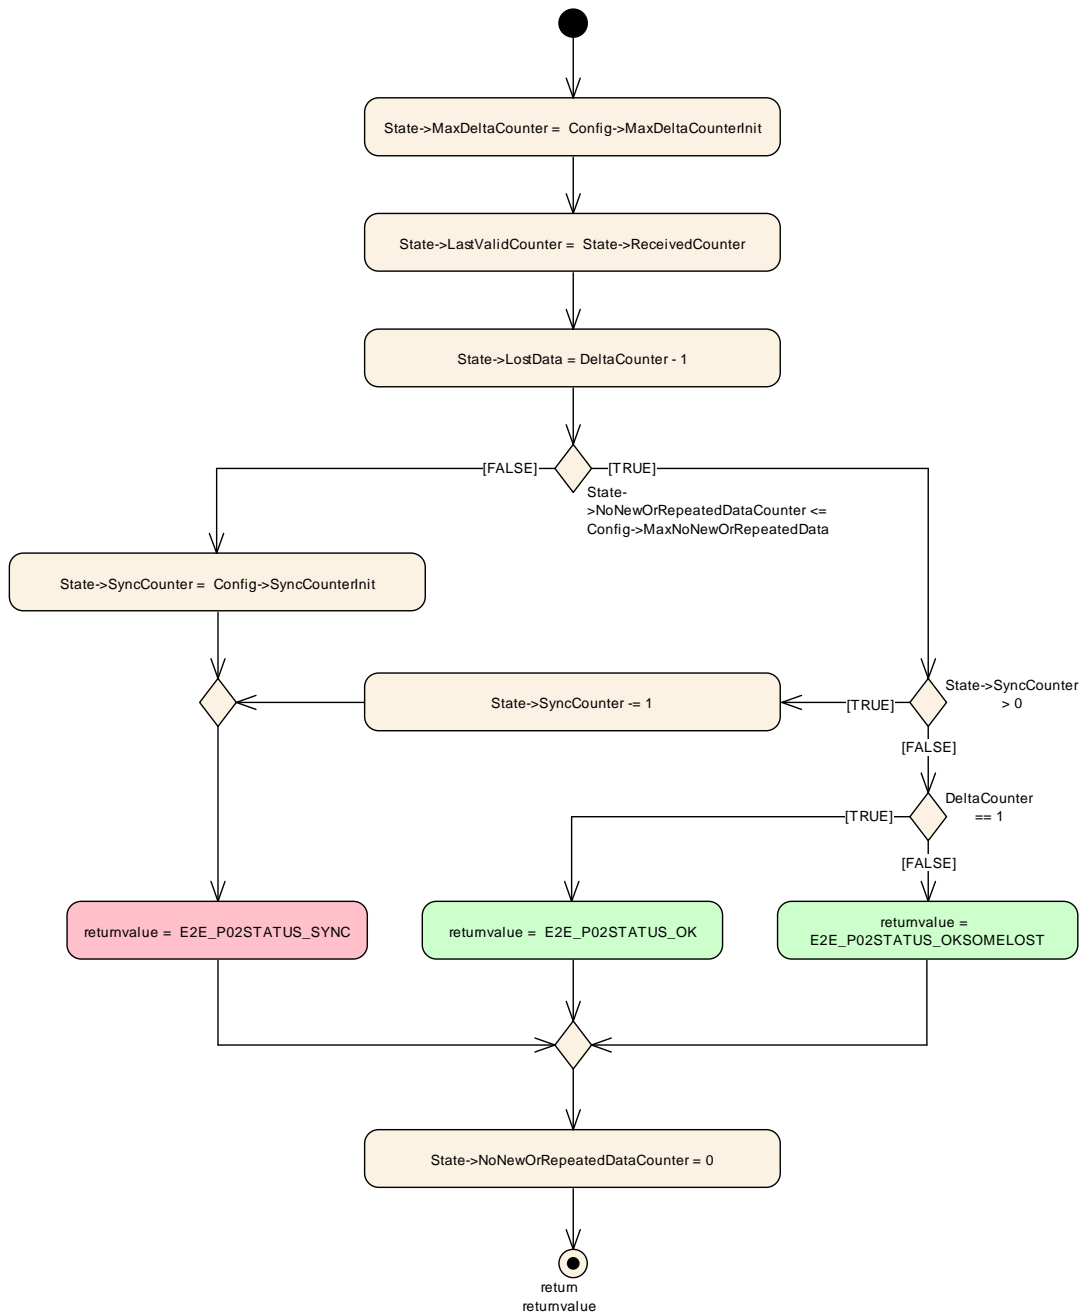 State->MaxDeltaCounter = Config->MaxDeltaCounterInit
State->LastValidCounter = State->ReceivedCounter
State->LostData = DeltaCounter - 1
[FALSE]
[TRUE]
State-
>NoNewOrRepeatedDataCounter <=
Config->MaxNoNewOrRepeatedData
State->SyncCounter = Config->SyncCounterInit
State->SyncCounter -= 1
[TRUE]
State->SyncCounter
> 0
[FALSE]
[TRUE]
DeltaCounter
== 1
[FALSE]
returnvalue = E2E_P02STATUS_SYNC
returnvalue = E2E_P02STATUS_OK
returnvalue =
E2E_P02STATUS_OKSOMELOST
State->NoNewOrRepeatedDataCounter = 0
return
returnvalue